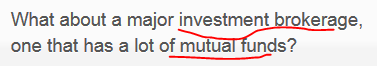 What about a major investment brokerage,
one that has a lot of mutual funds?